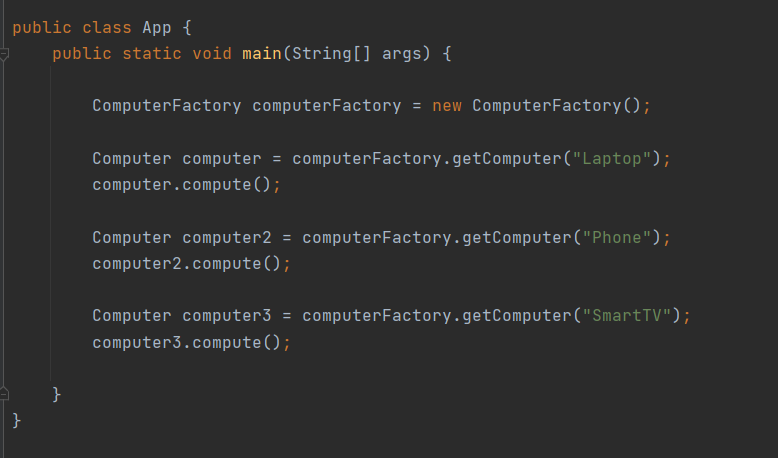 public class App {
    public static void main(String[] args) {
        ComputerFactory computerFactory = new ComputerFactory();
        Computer computer = computerFactory.getComputer("Laptop");
        computer.compute();
        Computer computer2 = computerFactory.getComputer("Phone");
        computer2.compute();
        Computer computer3 = computerFactory.getComputer("SmartTV");
        computer3.compute();
    }
}